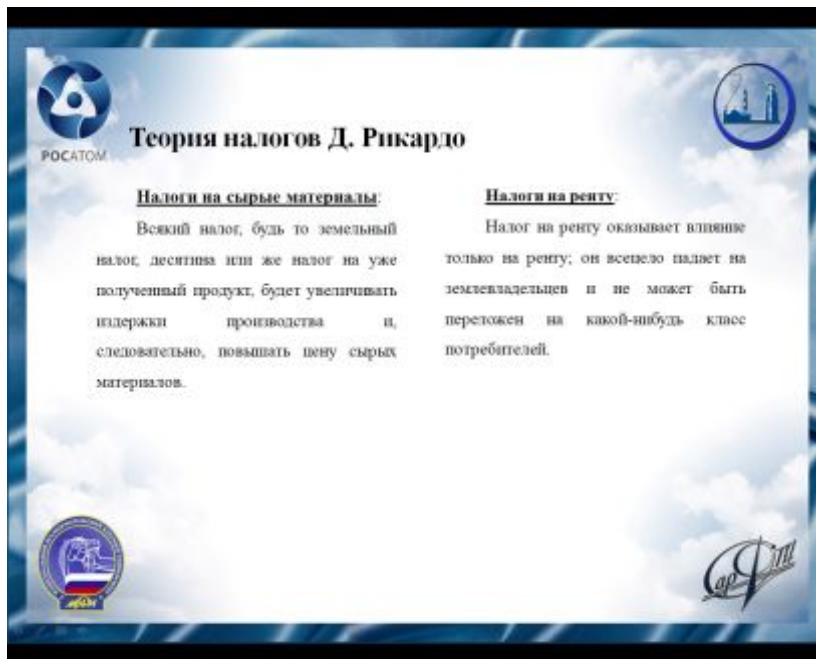 РОСАТОМ
Теория налогов Д. Рикардо
Налоги на сырые материалы:
Всякий налог, будь то земельный
налог, десятина или же налог на уже
полученный продукт, будет увеличивать
издержки производства и,
следовательно, повышать цену сырых
материалов.
Налоги на ренту:
Налог на ренту оказывает влияние
только на ренту; он всецело падает на
землевладельцев и не может быть
переложен на какой-нибудь класс
потребителей.
СарФТИ